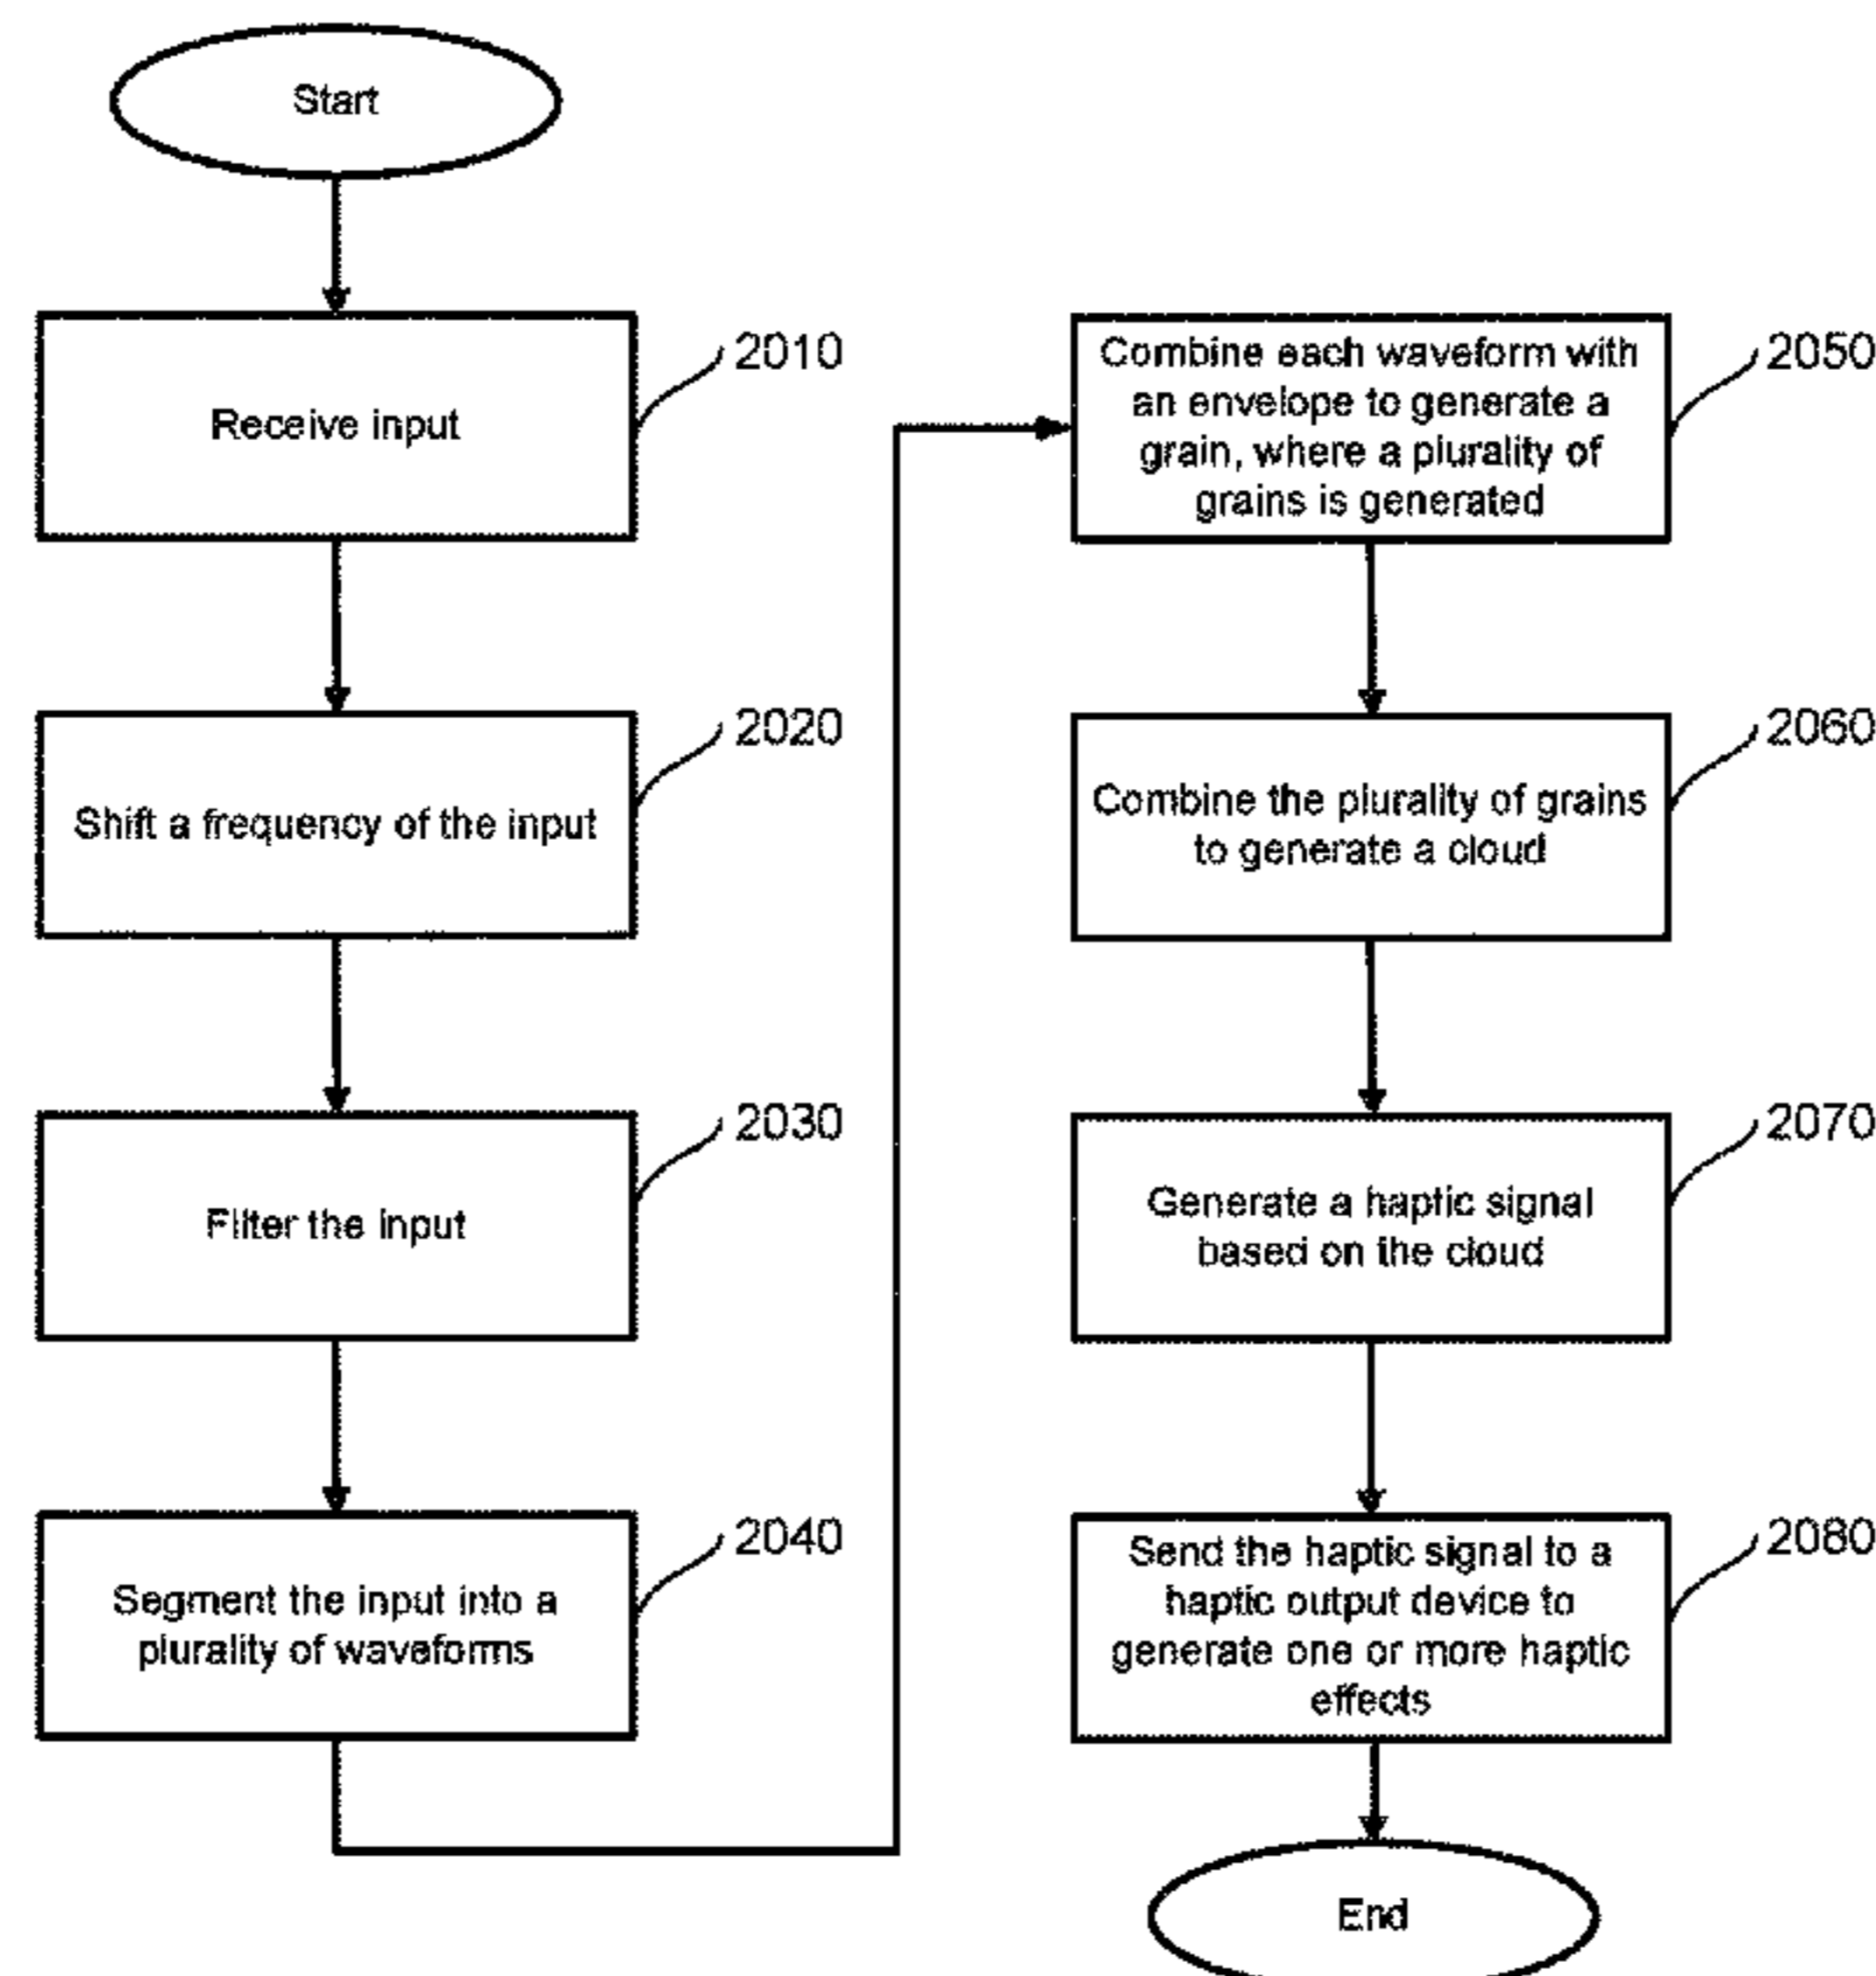 Start
Receive input
2010
Shift a frequency of the input
2020
Filter the input
2030
Segment the input into a
plurality of waveforms
2040
Combine each waveform with
an envelope to generate a
grain, where a plurality of
grains is generated
2050
Combine the plurality of grains
to generate a cloud
2060
Generate a haptic signal
based on the cloud
2070
Send the haptic signal to a
haptic output device to
generate one or more haptic
effects
2080
End